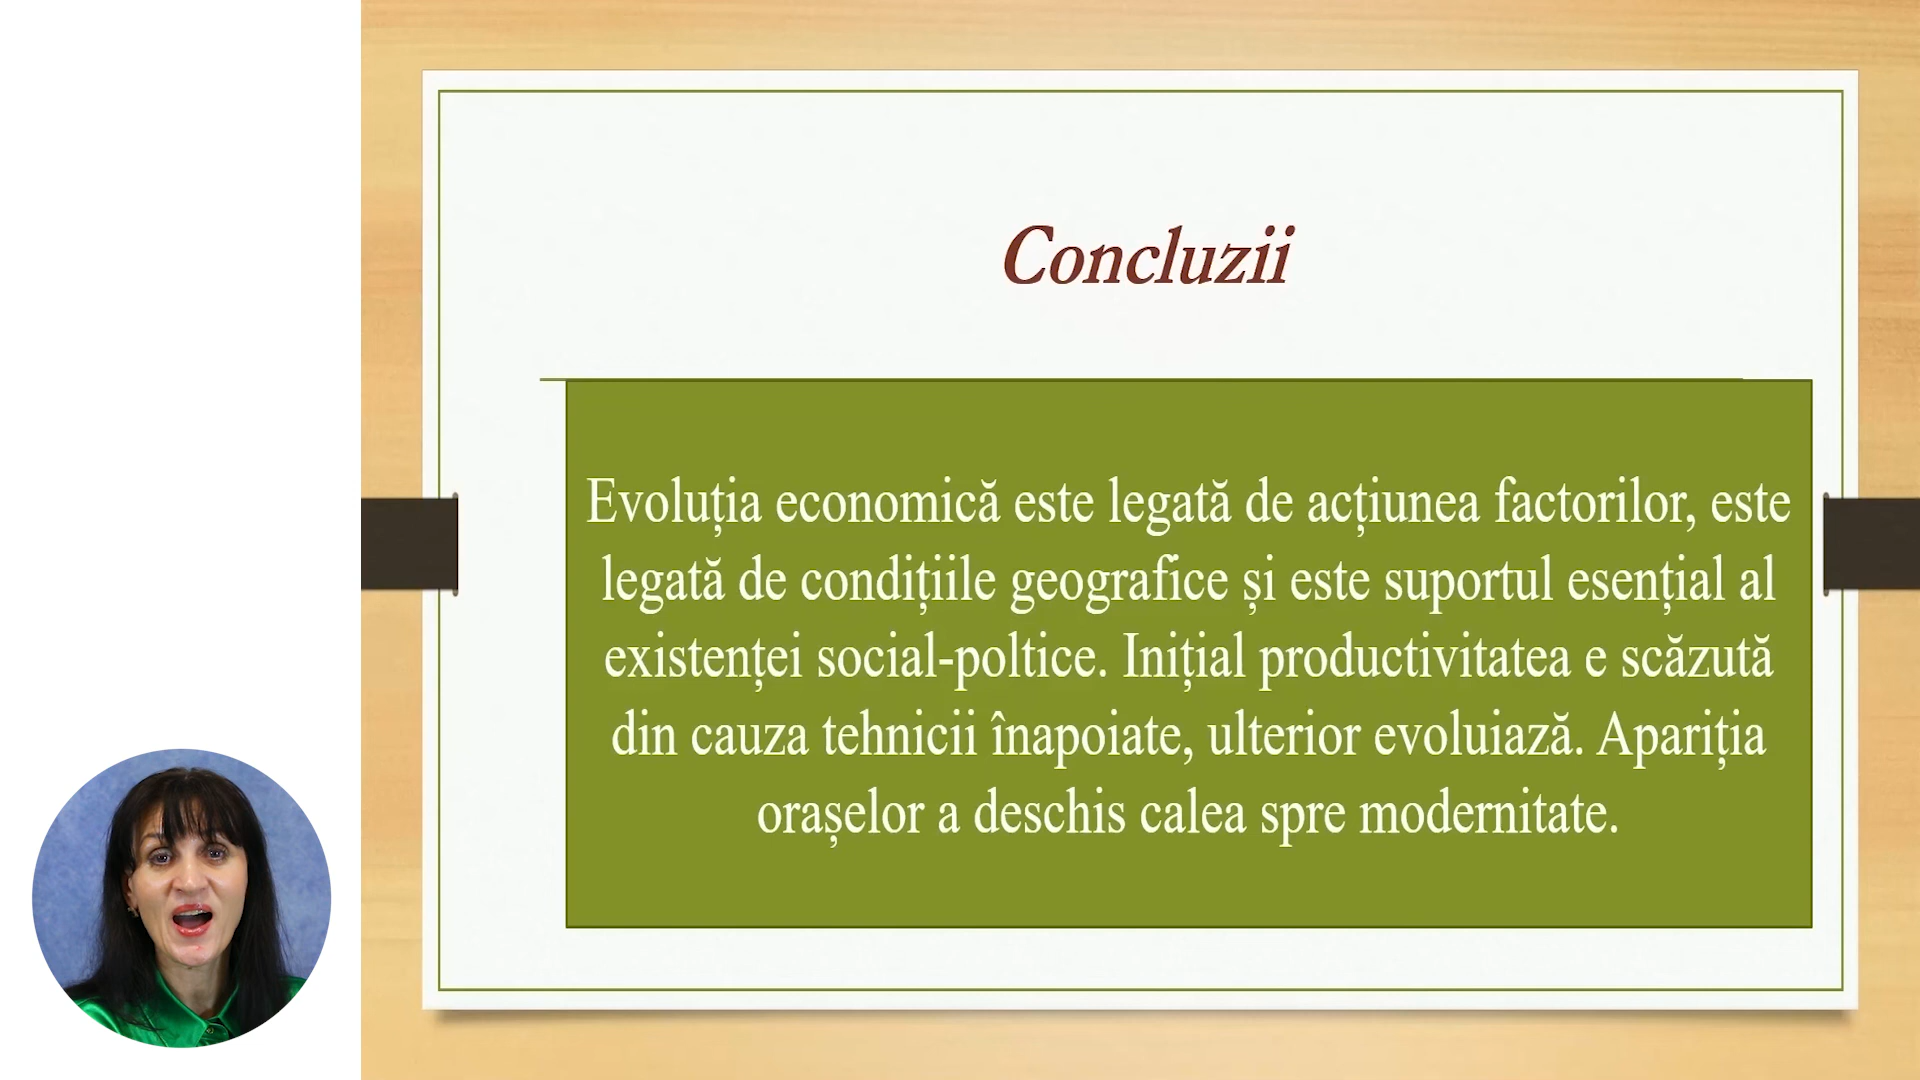 Concluzii
Evoluția economică este legată de acțiunea factorilor, este
legată de condițiile geografice și este suportul esențial al
existenței social-poltice. Inițial productivitatea e scăzută
din cauza tehnicii înapoiate, ulterior evoluiază. Apariția
orașelor a deschis calea spre modernitate.